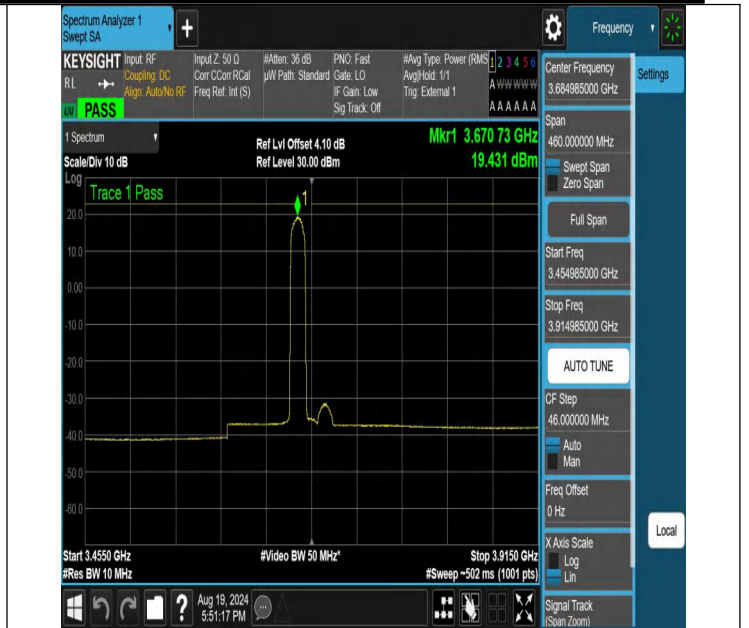 Spectrum Analyzer 1
Swept SA
+
Frequency
KEYSIGHT
RL
PASS
Input: RF
Coupling: DC
Align: Auto/No RF
Input Z: 50 Ω
Corr CCorr RCal
Freq Ref: Int (S)
#Atten: 36 dB
µW Path: Standard
PNO: Fast
Gate: LO
IF Gain: Low
Sig Track: Off
#Avg Type: Power (RMS
Avg|Hold: 1/1
Trig: External 1
1 2 3 4 5 6
A W W W W W
A A A A A A
Center Frequency
3.684985000 GHz
Settings
1 Spectrum
Scale/Div 10 dB
Ref Lvl Offset 4.10 dB
Ref Level 30.00 dBm
Mkr1 3.670 73 GHz
19.431 dBm
Span
460.000000 MHz
Swept Span
Zero Span
Full Span
Start Freq
3.454985000 GHz
Stop Freq
3.914985000 GHz
AUTO TUNE
CF Step
46.000000 MHz
Auto
Man
Freq Offset
0 Hz
X Axis Scale
Log
Lin
Signal Track
(Span Zoom)
Local
Log
Trace 1 Pass
1
20.0
10.0
0.00
-10.0
-20.0
-30.0
-40.0
-50.0
-60.0
Start 3.4550 GHz
#Res BW 10 MHz
#Video BW 50 MHz*
Stop 3.9150 GHz
#Sweep ~502 ms (1001 pts)
?
Aug 19, 2024
5:51:17 PM